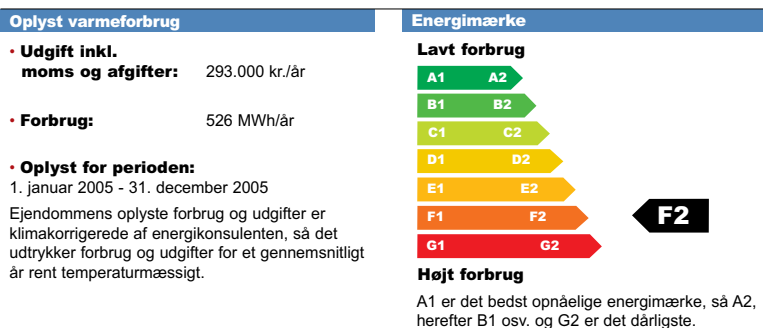 Oplyst varmeforbrug
• Udgift inkl.
moms og afgifter: 293.000 kr./år
• Forbrug: 526 MWh/år
• Oplyst for perioden:
1. januar 2005 - 31. december 2005
Ejendommens oplyste forbrug og udgifter er
klimakorrigerede af energikonsulenten, så det
udtrykker forbrug og udgifter for et gennemsnitligt
år rent temperaturmæssigt.
Energimærke
Lavt forbrug
A1 A2
B1 B2
C1 C2
D1 D2
E1 E2
F1 F2
F2
G1 G2
Højt forbrug
A1 er det bedst opnåelige energimærke, så A2,
herefter B1 osv. og G2 er det dårligste.